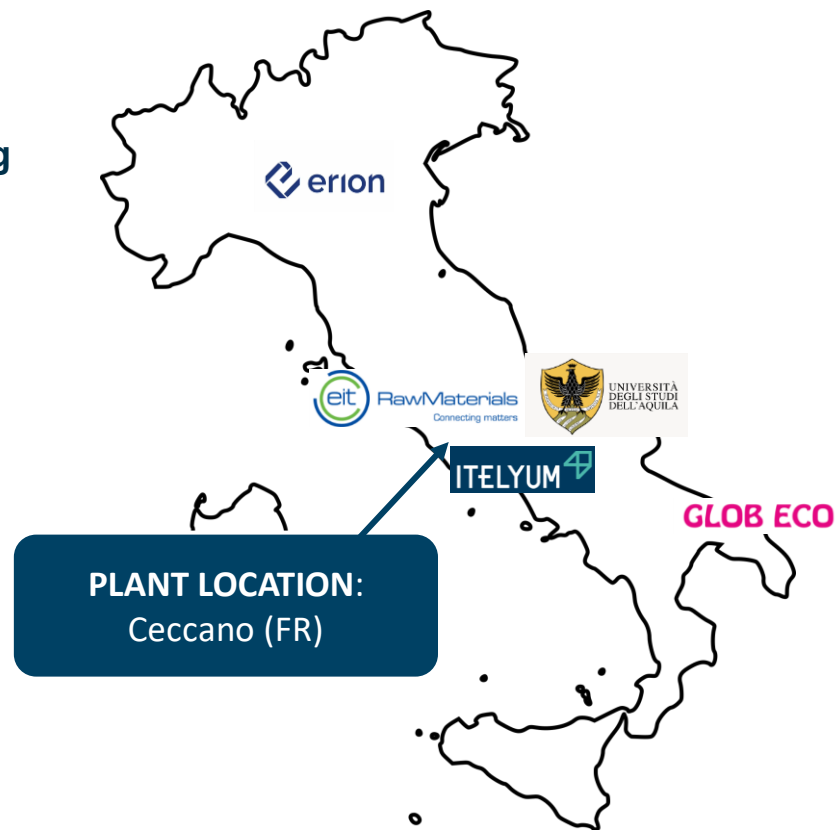 g
erion
eit RawMaterials
Connecting matters
UNIVERSITÀ
DEGLI STUDI
DELL'AQUILA
ITELYUM
GLOB ECO
PLANT LOCATION:
Ceccano (FR)